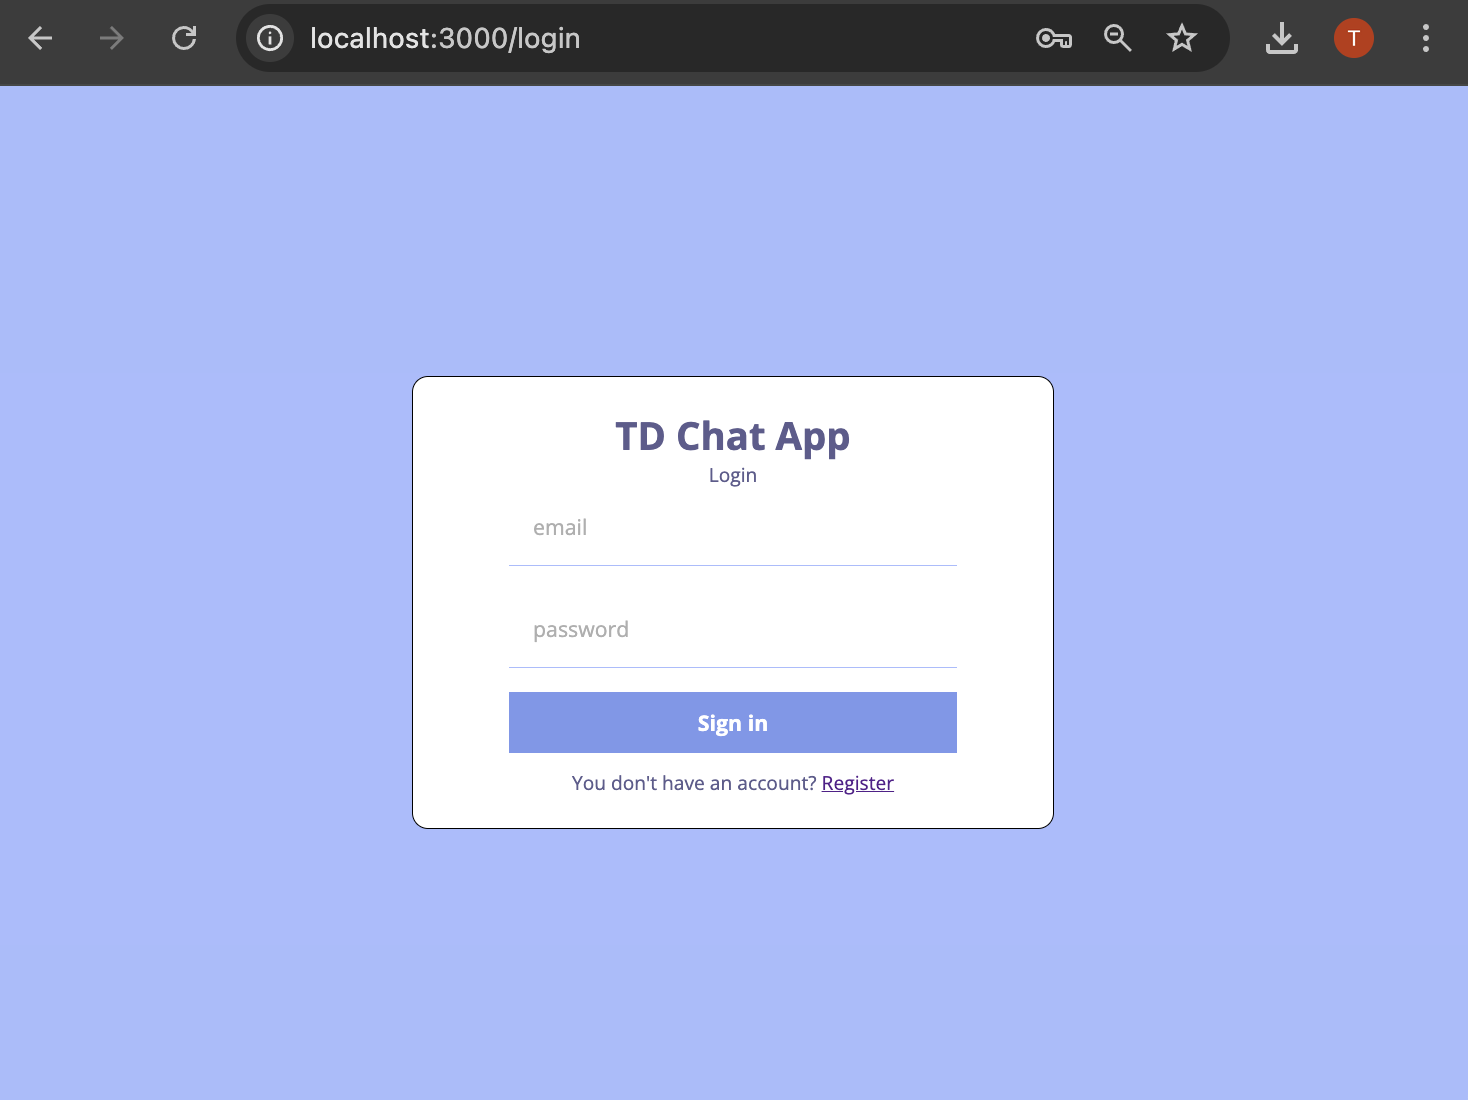 localhost:3000/login
T
TD Chat App
Login
email
password
Sign in
You don't have an account? Register